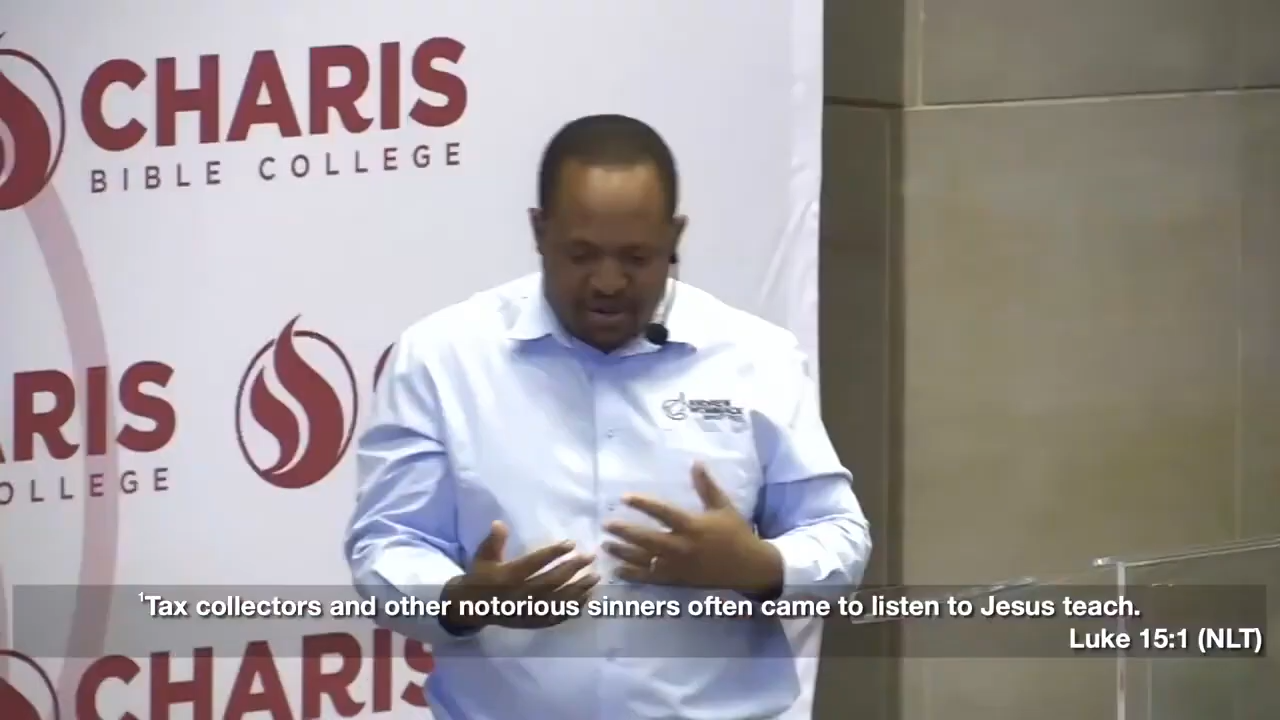 CHARIS
BIBLE COLLEGE
ARIS
OLLEGE
¹Tax collectors and other notorious sinners often came to listen to Jesus teach.
Luke 15:1 (NLT)
CHARIS